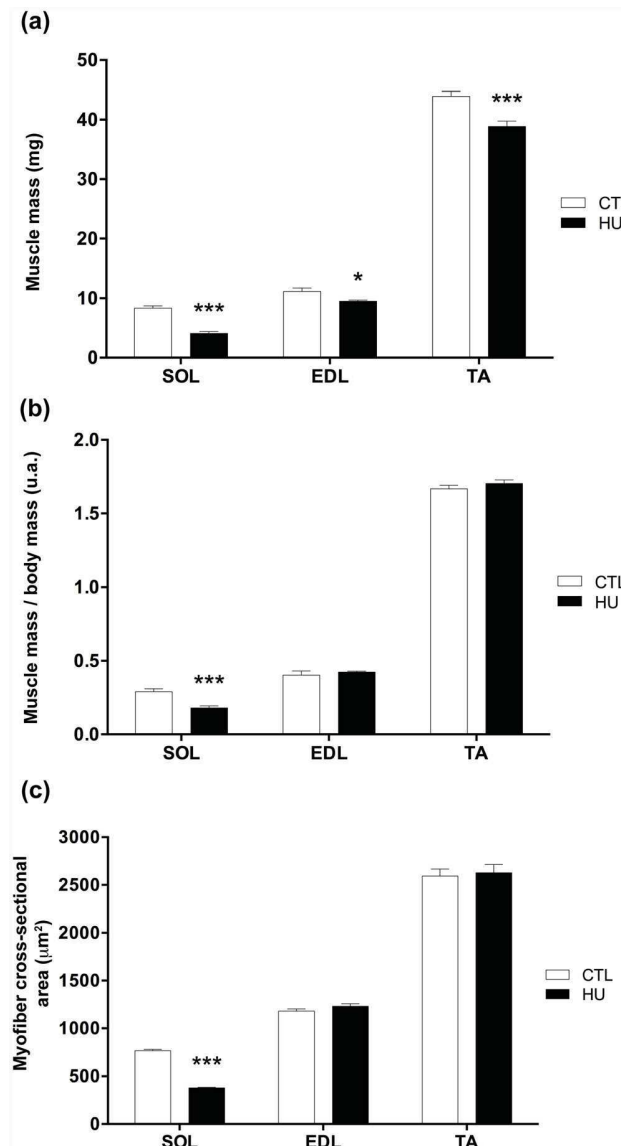 (a)
50
40
30
20
10
0
Muscle mass (mg)
***
*
***
SOL EDL TA
CT
HU
(b)
2.0
1.5
1.0
0.5
0.0
Muscle mass / body mass (u.a.)
***
SOL EDL TA
CTL
HU
(c)
3000
2500
2000
1500
1000
500
0
Myofiber cross-sectional
area (μm²)
***
SOL EDL TA
CTL
HU